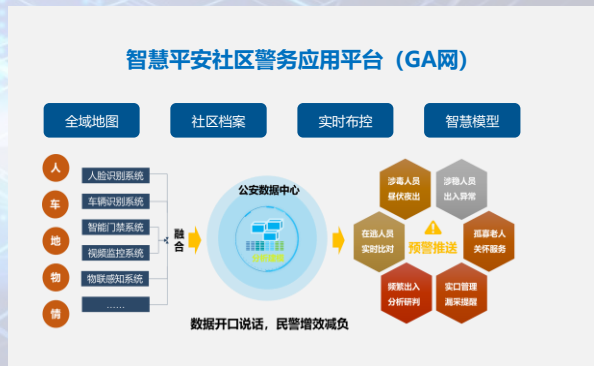 智慧平安社区警务应用平台（GA网）
全域地图
社区档案
实时布控
智慧模型
人
车
地
物
情
人脸识别系统
车辆识别系统
智能门禁系统
视频监控系统
物联感知系统
……
融
合
公安数据中心
数据开口说话，民警增效减负
涉毒人员
昼伏夜出
涉稳人员
出入异常
在逃人员
实时比对
预警推送
孤寡老人
关怀服务
频繁出入
分析研判
实口管理
漏采提醒